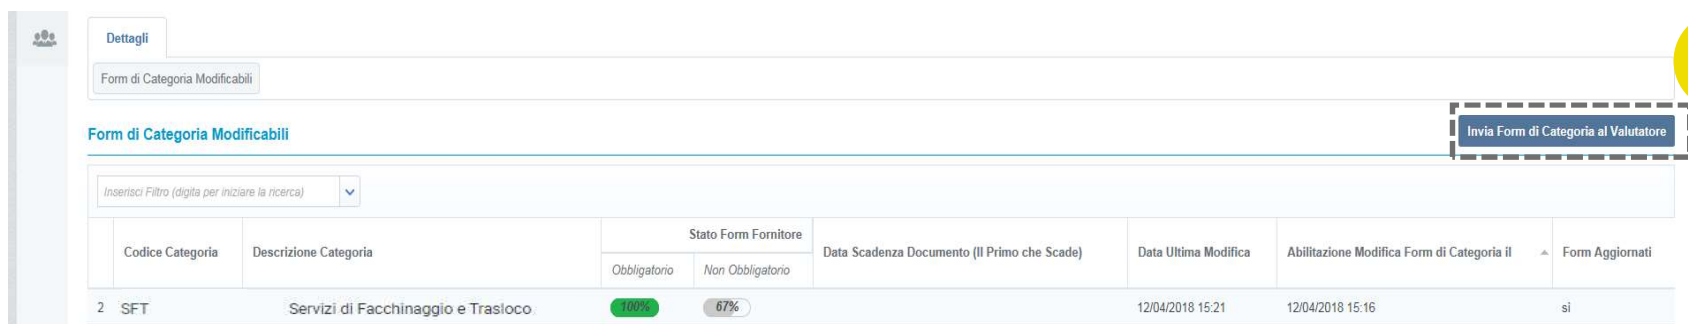 Dettagli
Form di Categoria Modificabili
Form di Categoria Modificabili
Invia Form di Categoria al Valutatore
Inserisci Filtro (digita per iniziare la ricerca)
Codice Categoria Descrizione Categoria Stato Form Fornitore Data Scadenza Documento (Il Primo che Scade) Data Ultima Modifica Abilitazione Modifica Form di Categoria il Form Aggiornati
Obbligatorio Non Obbligatorio
2 SFT Servizi di Facchinaggio e Trasloco 100% 67% 12/04/2018 15:21 12/04/2018 15:16 si